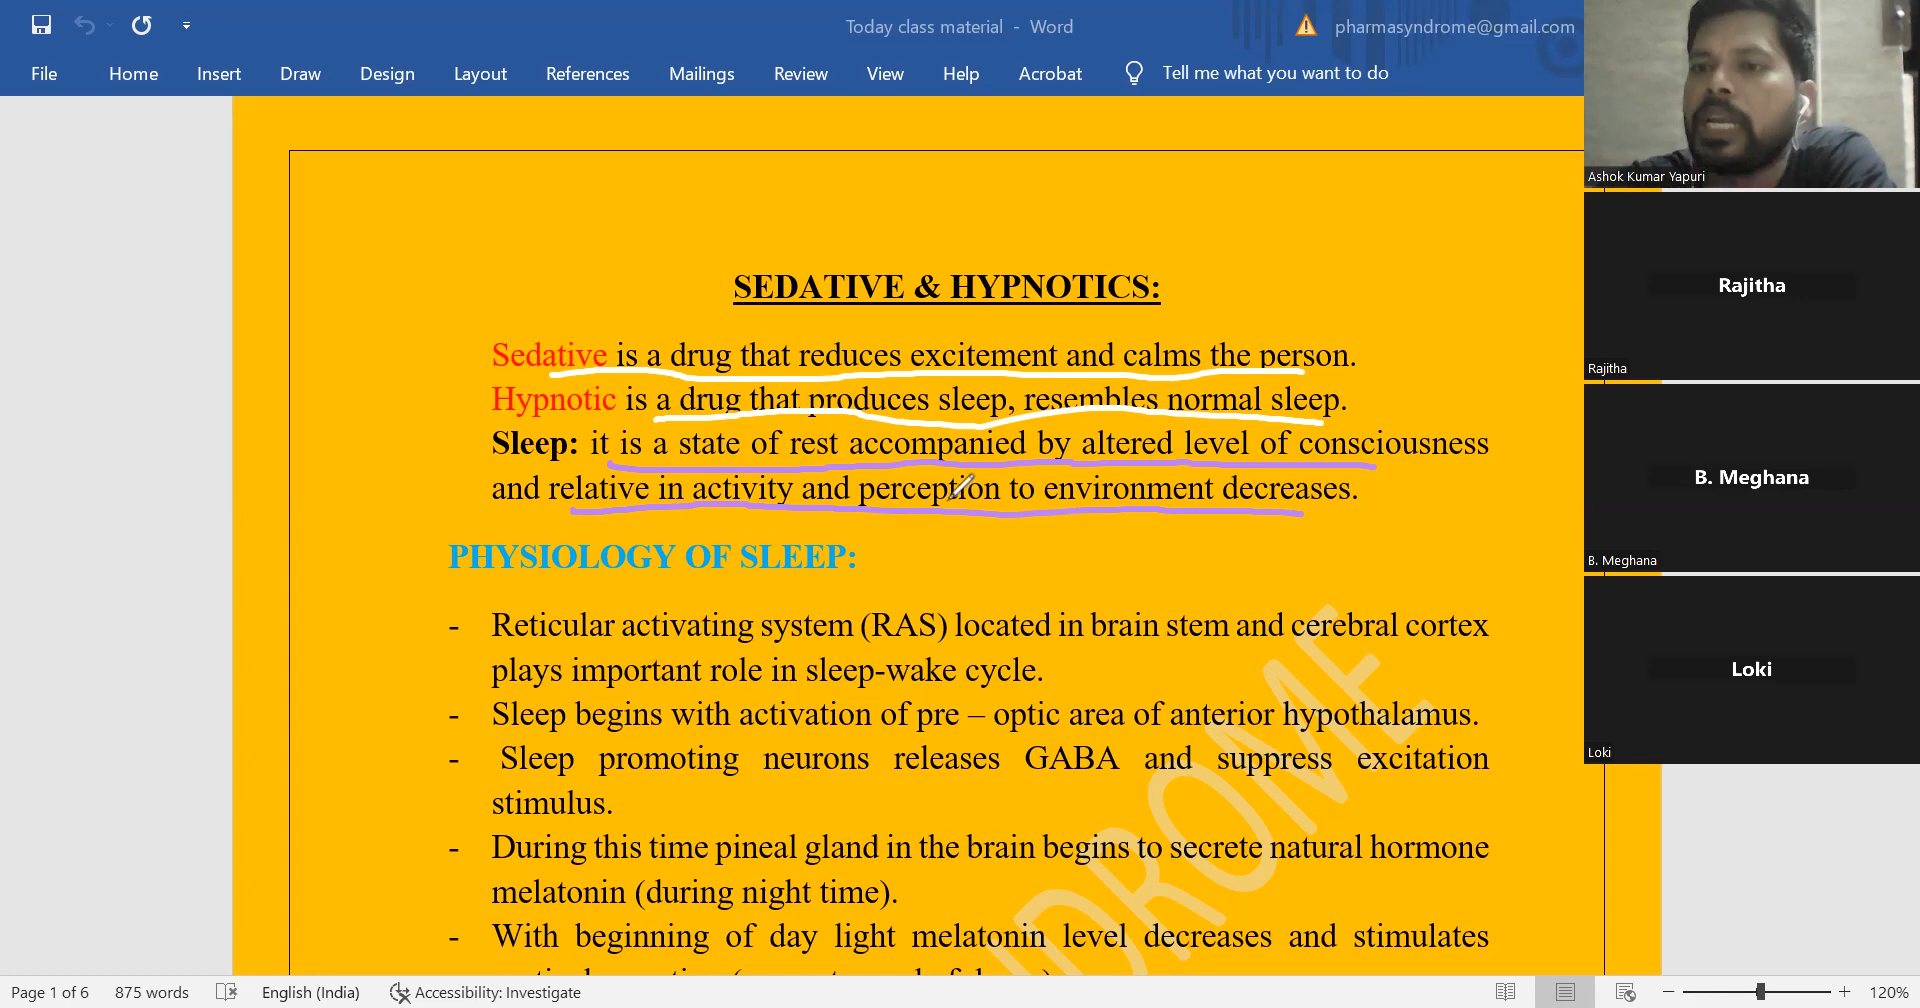 Today class material - Word
pharmasyndrome@gmail.com
File Home Insert Draw Design Layout References Mailings Review View Help Acrobat Tell me what you want to do
Ashok Kumar Yapuri
Rajitha
Rajitha
B. Meghana
B. Meghana
Loki
Loki
SEDATIVE & HYPNOTICS:
Sedative is a drug that reduces excitement and calms the person.
Hypnotic is a drug that produces sleep, resembles normal sleep.
Sleep: it is a state of rest accompanied by altered level of consciousness
and relative in activity and perception to environment decreases.
PHYSIOLOGY OF SLEEP:
- Reticular activating system (RAS) located in brain stem and cerebral cortex
plays important role in sleep-wake cycle.
- Sleep begins with activation of pre – optic area of anterior hypothalamus.
- Sleep promoting neurons releases GABA and suppress excitation
stimulus.
- During this time pineal gland in the brain begins to secrete natural hormone
melatonin (during night time).
- With beginning of day light melatonin level decreases and stimulates
Page 1 of 6 875 words English (India) Accessibility: Investigate 120%